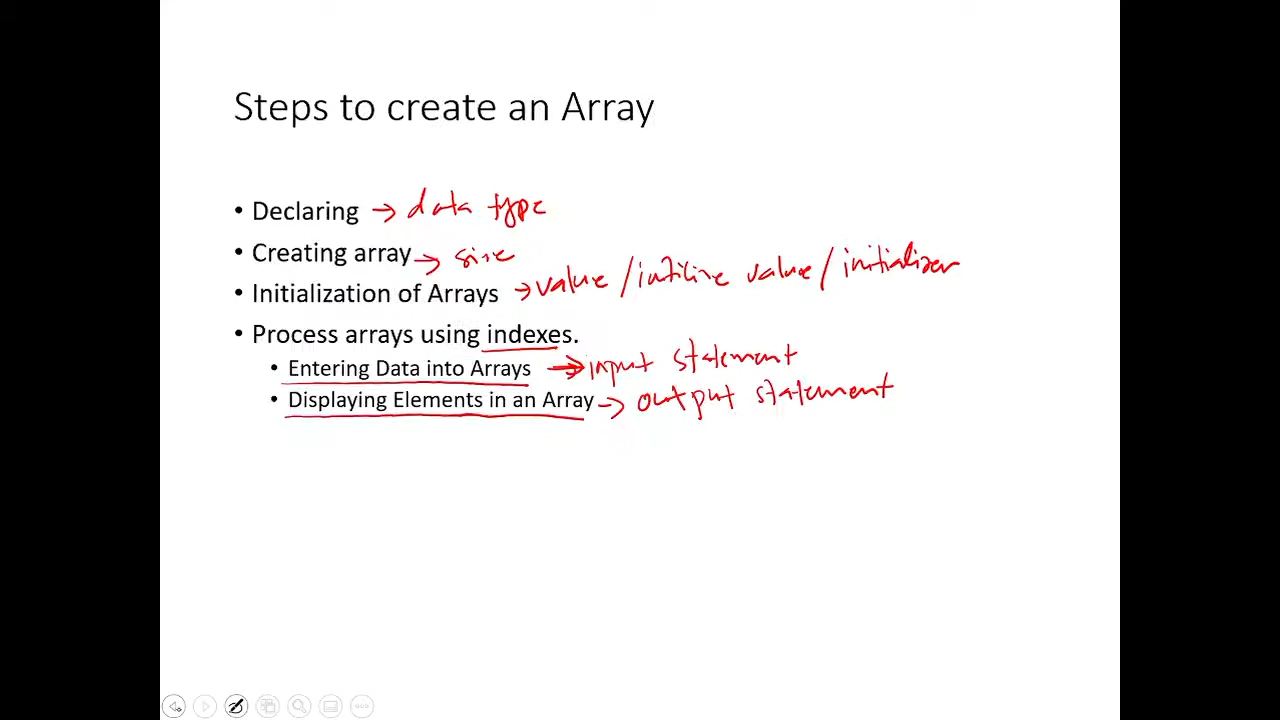 Steps to create an Array
• Declaring → data type
• Creating array → size
• Initialization of Arrays → value / intilize value / initializer
• Process arrays using indexes.
• Entering Data into Arrays → input statement
• Displaying Elements in an Array → output statement